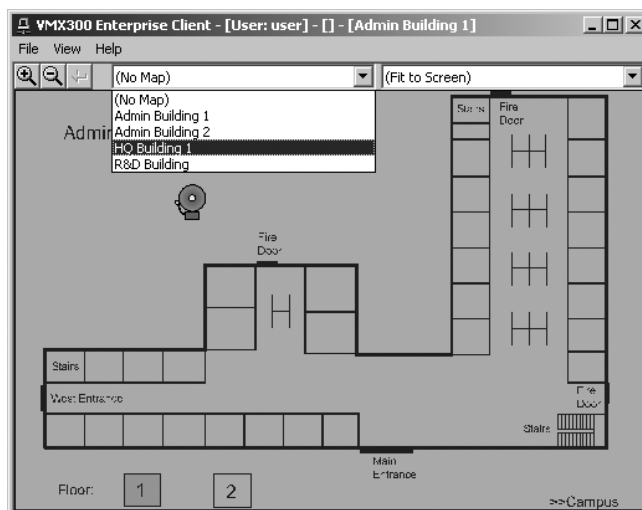 VMX300 Enterprise Client - [User: user] - [] - [Admin Building 1]
File View Help
(No Map) (Fit to Screen)
(No Map)
Admin Building 1
Admin Building 2
HQ Building 1
R&D Building
Admin
Stairs
Fire
Door
Fire
Door
Stairs
West Entrance
Fire
Door
Stairs
Main
Entrance
Floor: 1 2
>>Campus